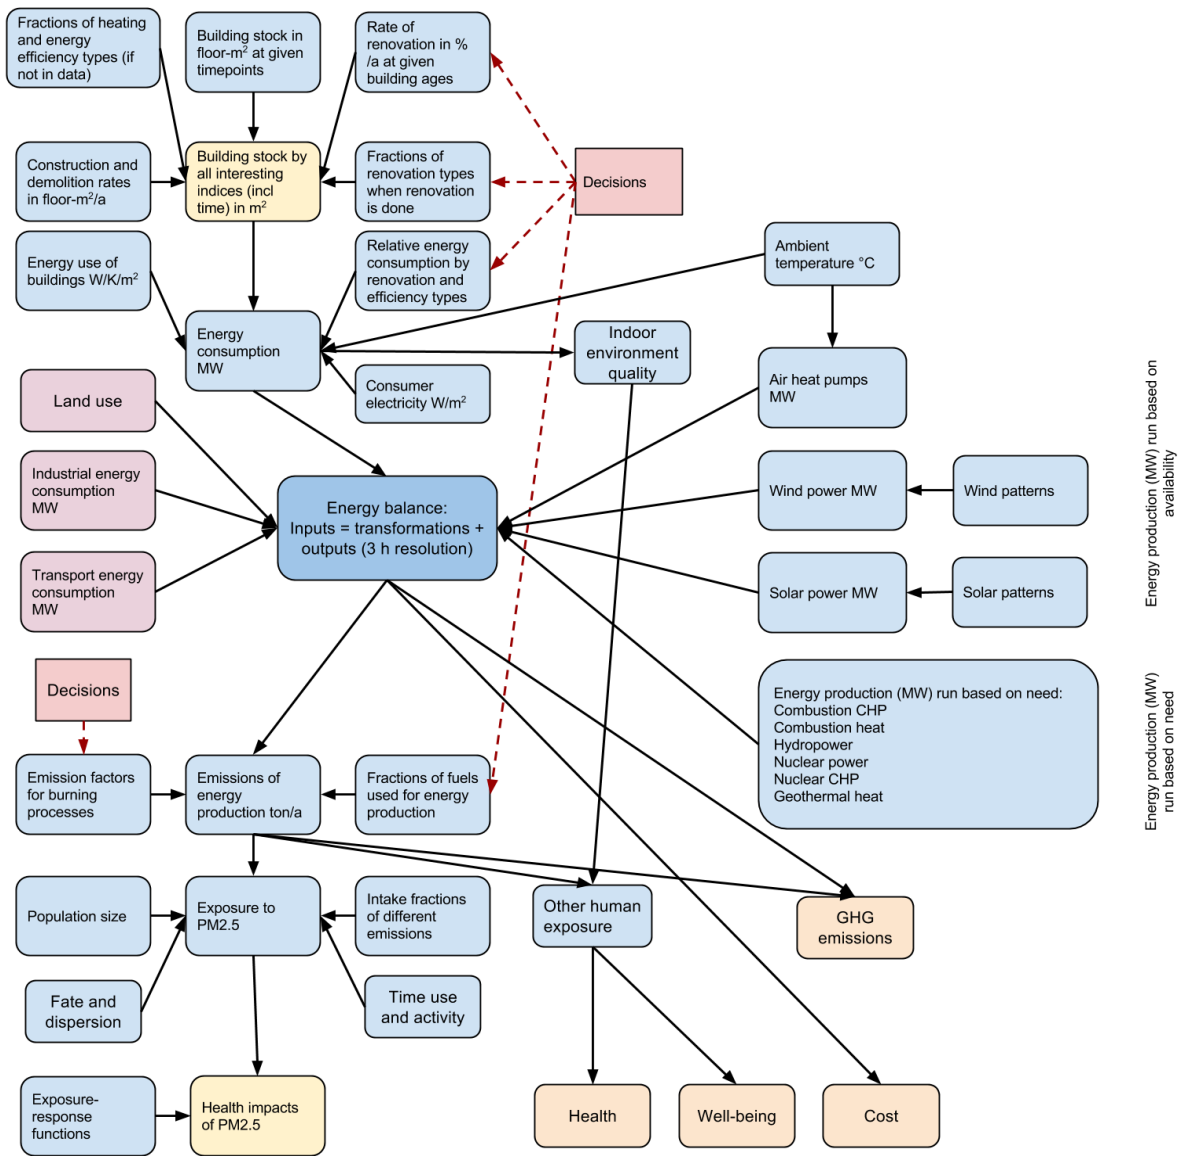 Fractions of heating
and energy
efficiency types (if
not in data)
Building stock in
floor-m² at given
timepoints
Rate of
renovation in %
/a at given
building ages
Construction and
demolition rates
in floor-m²/a
Building stock by
all interesting
indices (incl
time) in m²
Fractions of
renovation types
when renovation
is done
Decisions
Energy use of
buildings W/K/m²
Relative energy
consumption by
renovation and
efficiency types
Ambient
temperature °C
Energy
consumption
MW
Indoor
environment
quality
Consumer
electricity W/m²
Air heat pumps
MW
Land use
Industrial energy
consumption
MW
Transport energy
consumption
MW
Energy balance:
Inputs = transformations +
outputs (3 h resolution)
Wind power MW
Wind patterns
Solar power MW
Solar patterns
Energy production (MW) run based on
availability
Decisions
Energy production (MW) run based on need:
Combustion CHP
Combustion heat
Hydropower
Nuclear power
Nuclear CHP
Geothermal heat
Energy production (MW)
run based on need
Emission factors
for burning
processes
Emissions of
energy
production ton/a
Fractions of fuels
used for energy
production
Population size
Exposure to
PM2.5
Intake fractions
of different
emissions
Other human
exposure
GHG
emissions
Fate and
dispersion
Time use
and activity
Exposure-
response
functions
Health impacts
of PM2.5
Health
Well-being
Cost